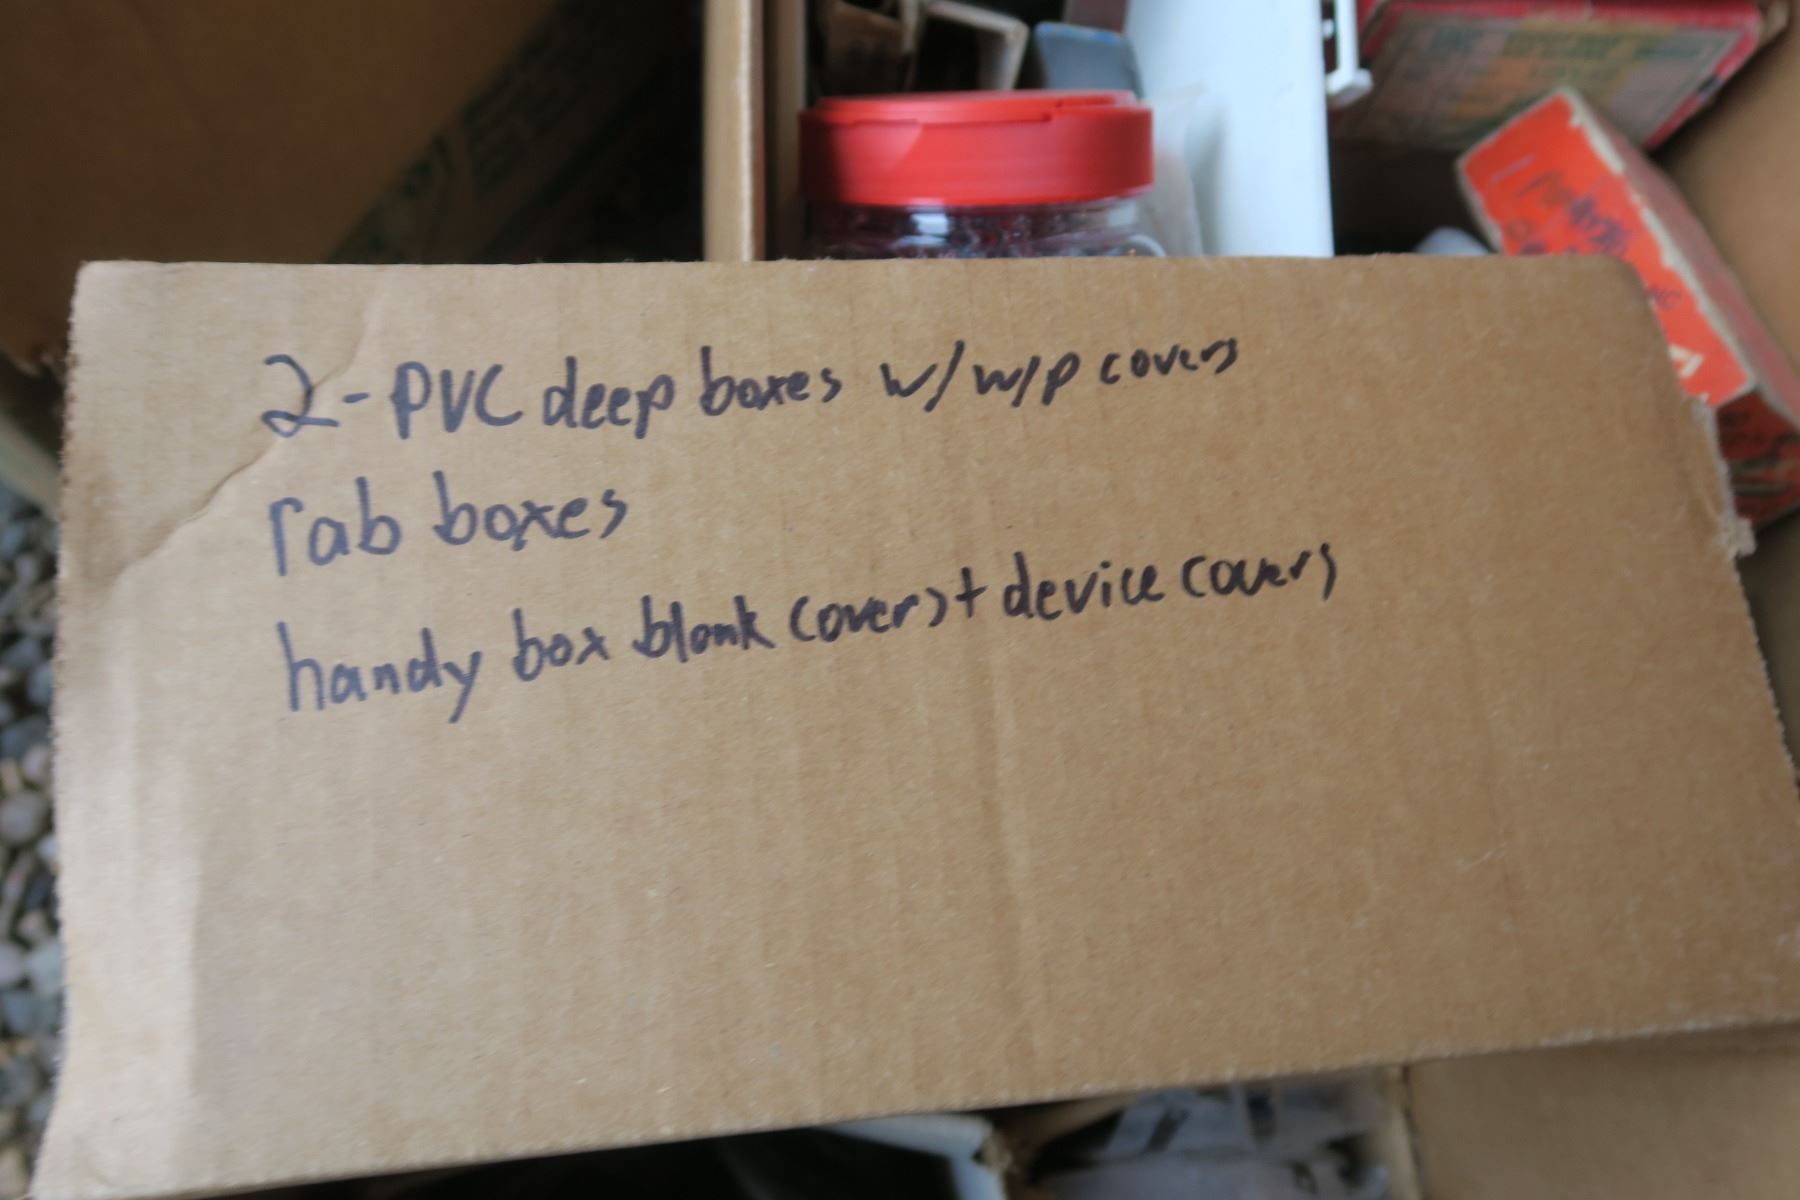 2-PVC deep boxes w/ w/p covers
rab boxes
handy box blank covers + device covers